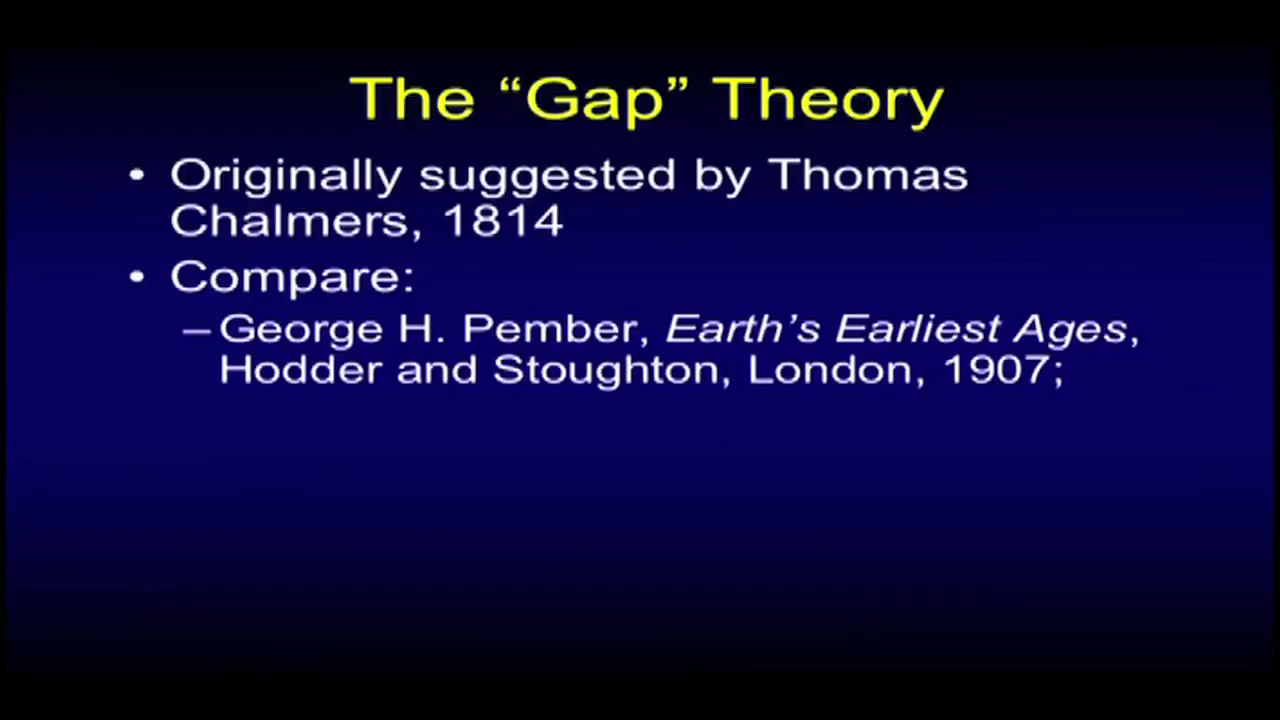 The “Gap” Theory
• Originally suggested by Thomas
Chalmers, 1814
• Compare:
– George H. Pember, Earth’s Earliest Ages,
Hodder and Stoughton, London, 1907;